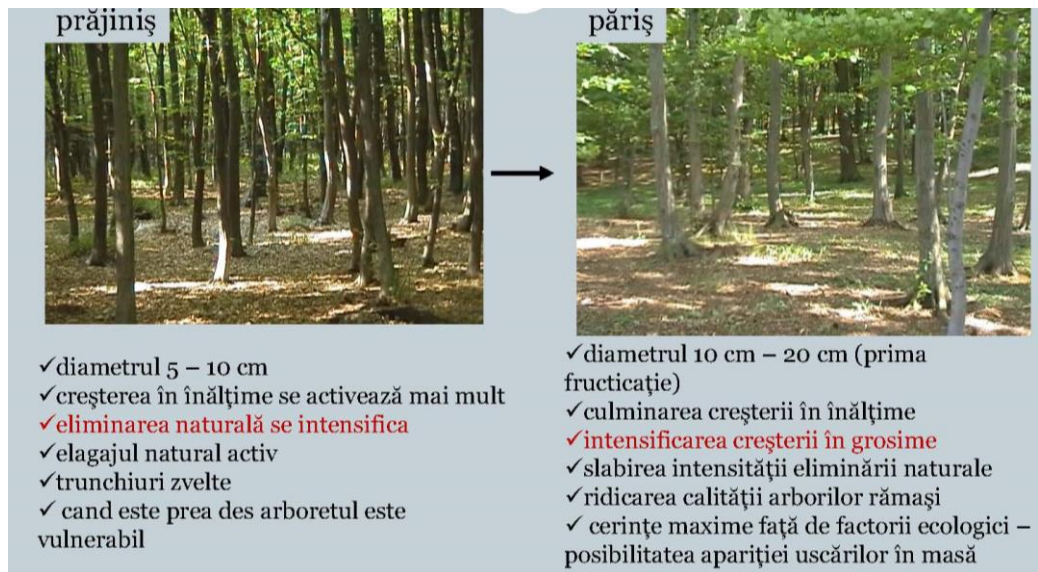 prăjiniş
păriş
✓diametrul 5 – 10 cm
✓creşterea în înălţime se activează mai mult
✓eliminarea naturală se intensifica
✓elagajul natural activ
✓trunchiuri zvelte
✓ cand este prea des arboretul este
vulnerabil
✓diametrul 10 cm – 20 cm (prima
fructicaţie)
✓culminarea creşterii în înălţime
✓intensificarea creşterii în grosime
✓slabirea intensităţii eliminării naturale
✓ridicarea calităţii arborilor rămaşi
✓ cerinţe maxime faţă de factorii ecologici –
posibilitatea apariţiei uscărilor în masă